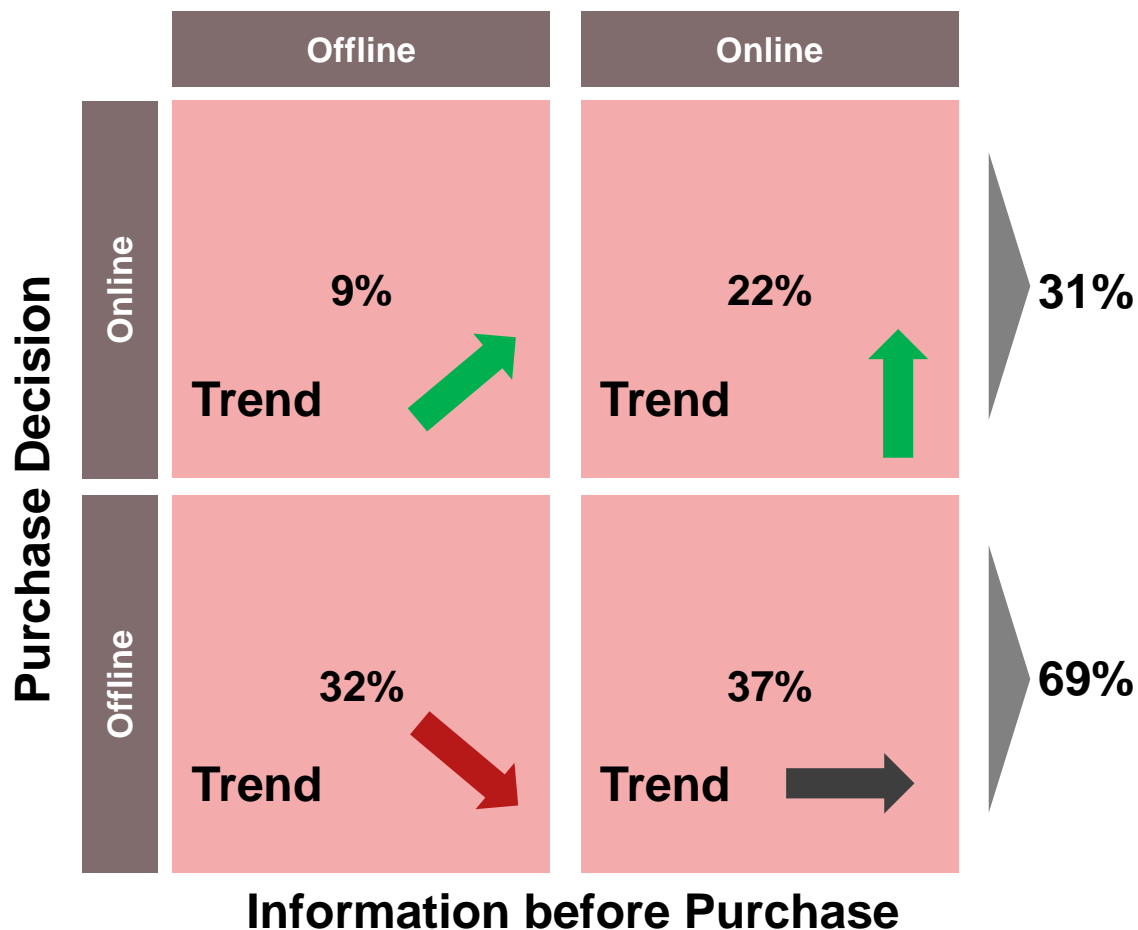 Offline
Online
Purchase Decision
Online
9%
22%
31%
Trend
Trend
Offline
32%
37%
69%
Trend
Trend
Information before Purchase